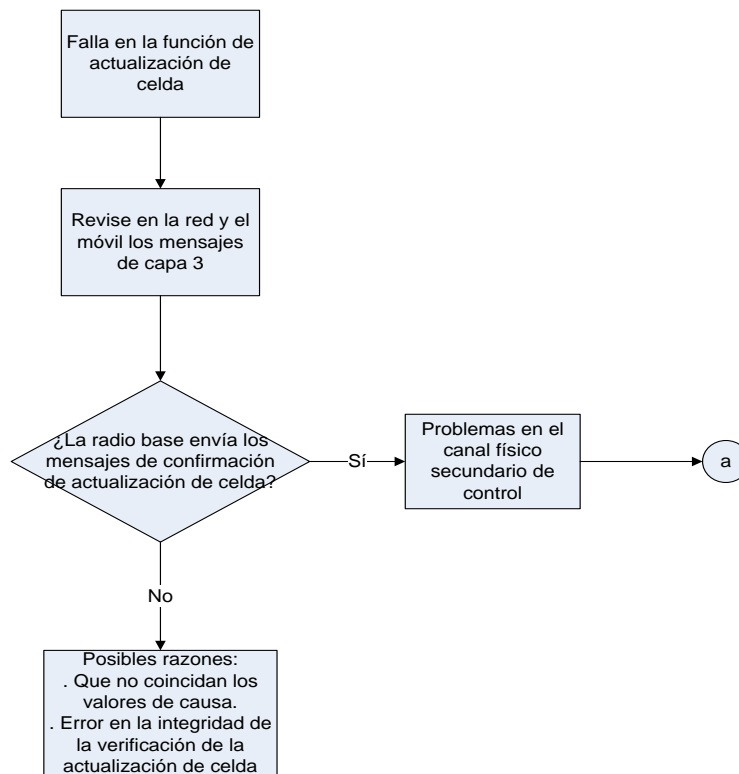 Falla en la función de
actualización de
celda
Revise en la red y el
móvil los mensajes
de capa 3
¿La radio base envía los
mensajes de confirmación
de actualización de celda?
Sí
Problemas en el
canal físico
secundario de
control
a
No
Posibles razones:
. Que no coincidan los
valores de causa.
. Error en la integridad de
la verificación de la
actualización de celda